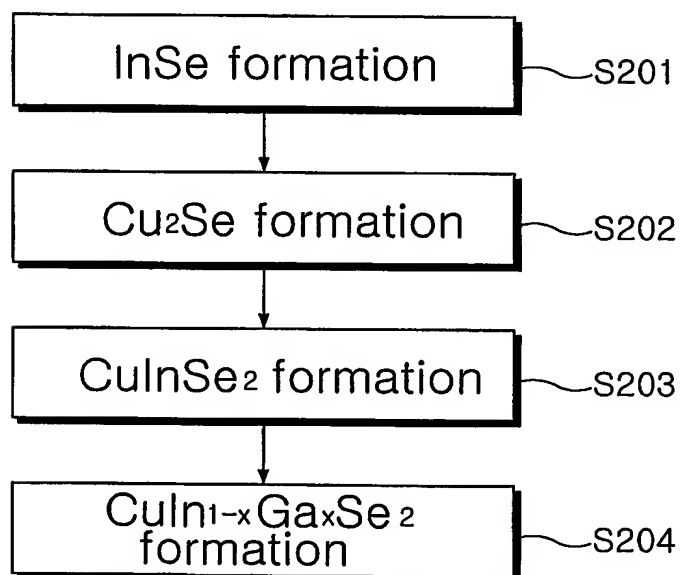 InSe formation
S201
Cu₂Se formation
S202
CuInSe₂ formation
S203
CuIn₁₋ₓGaₓSe₂
formation
S204